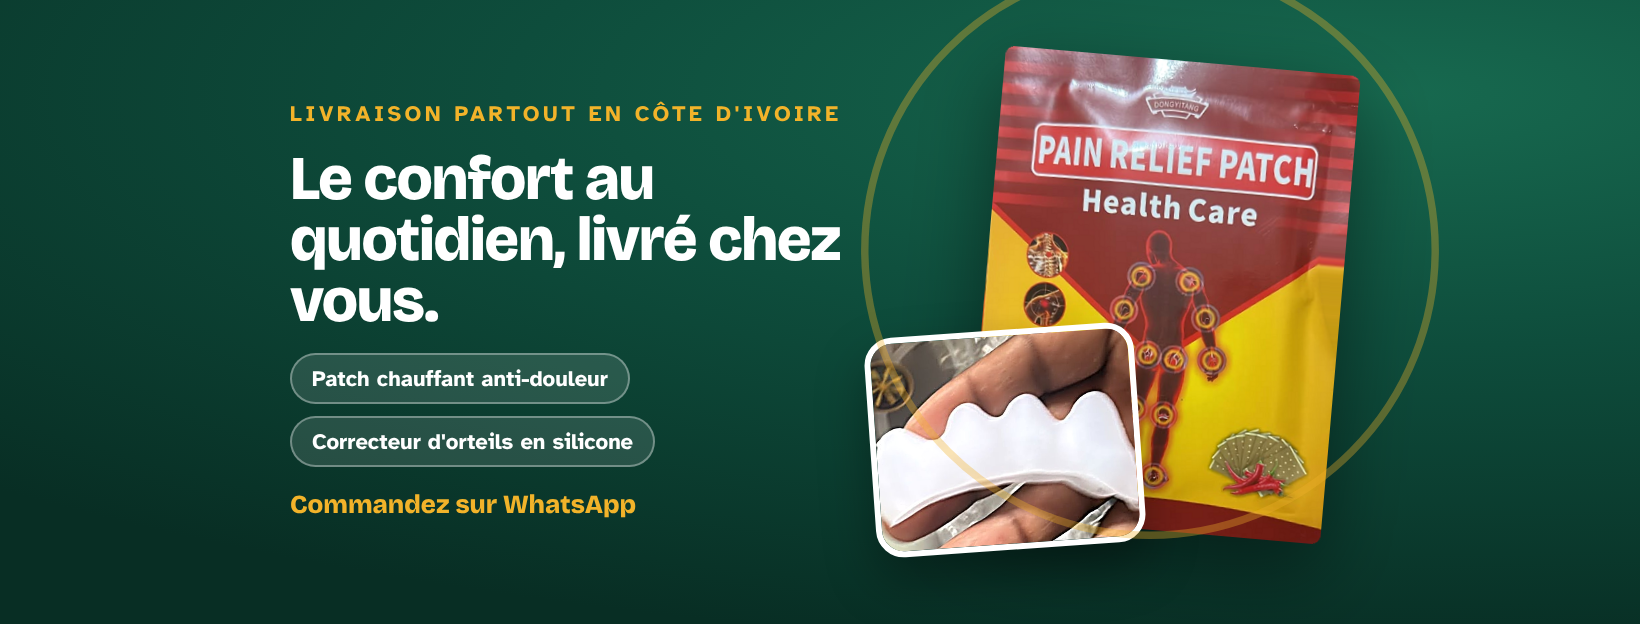 LIVRAISON PARTOUT EN CÔTE D'IVOIRE
Le confort au
quotidien, livré chez
vous.
Patch chauffant anti-douleur
Correcteur d'orteils en silicone
Commandez sur WhatsApp
DONGYITANG
PAIN RELIEF PATCH
Health Care